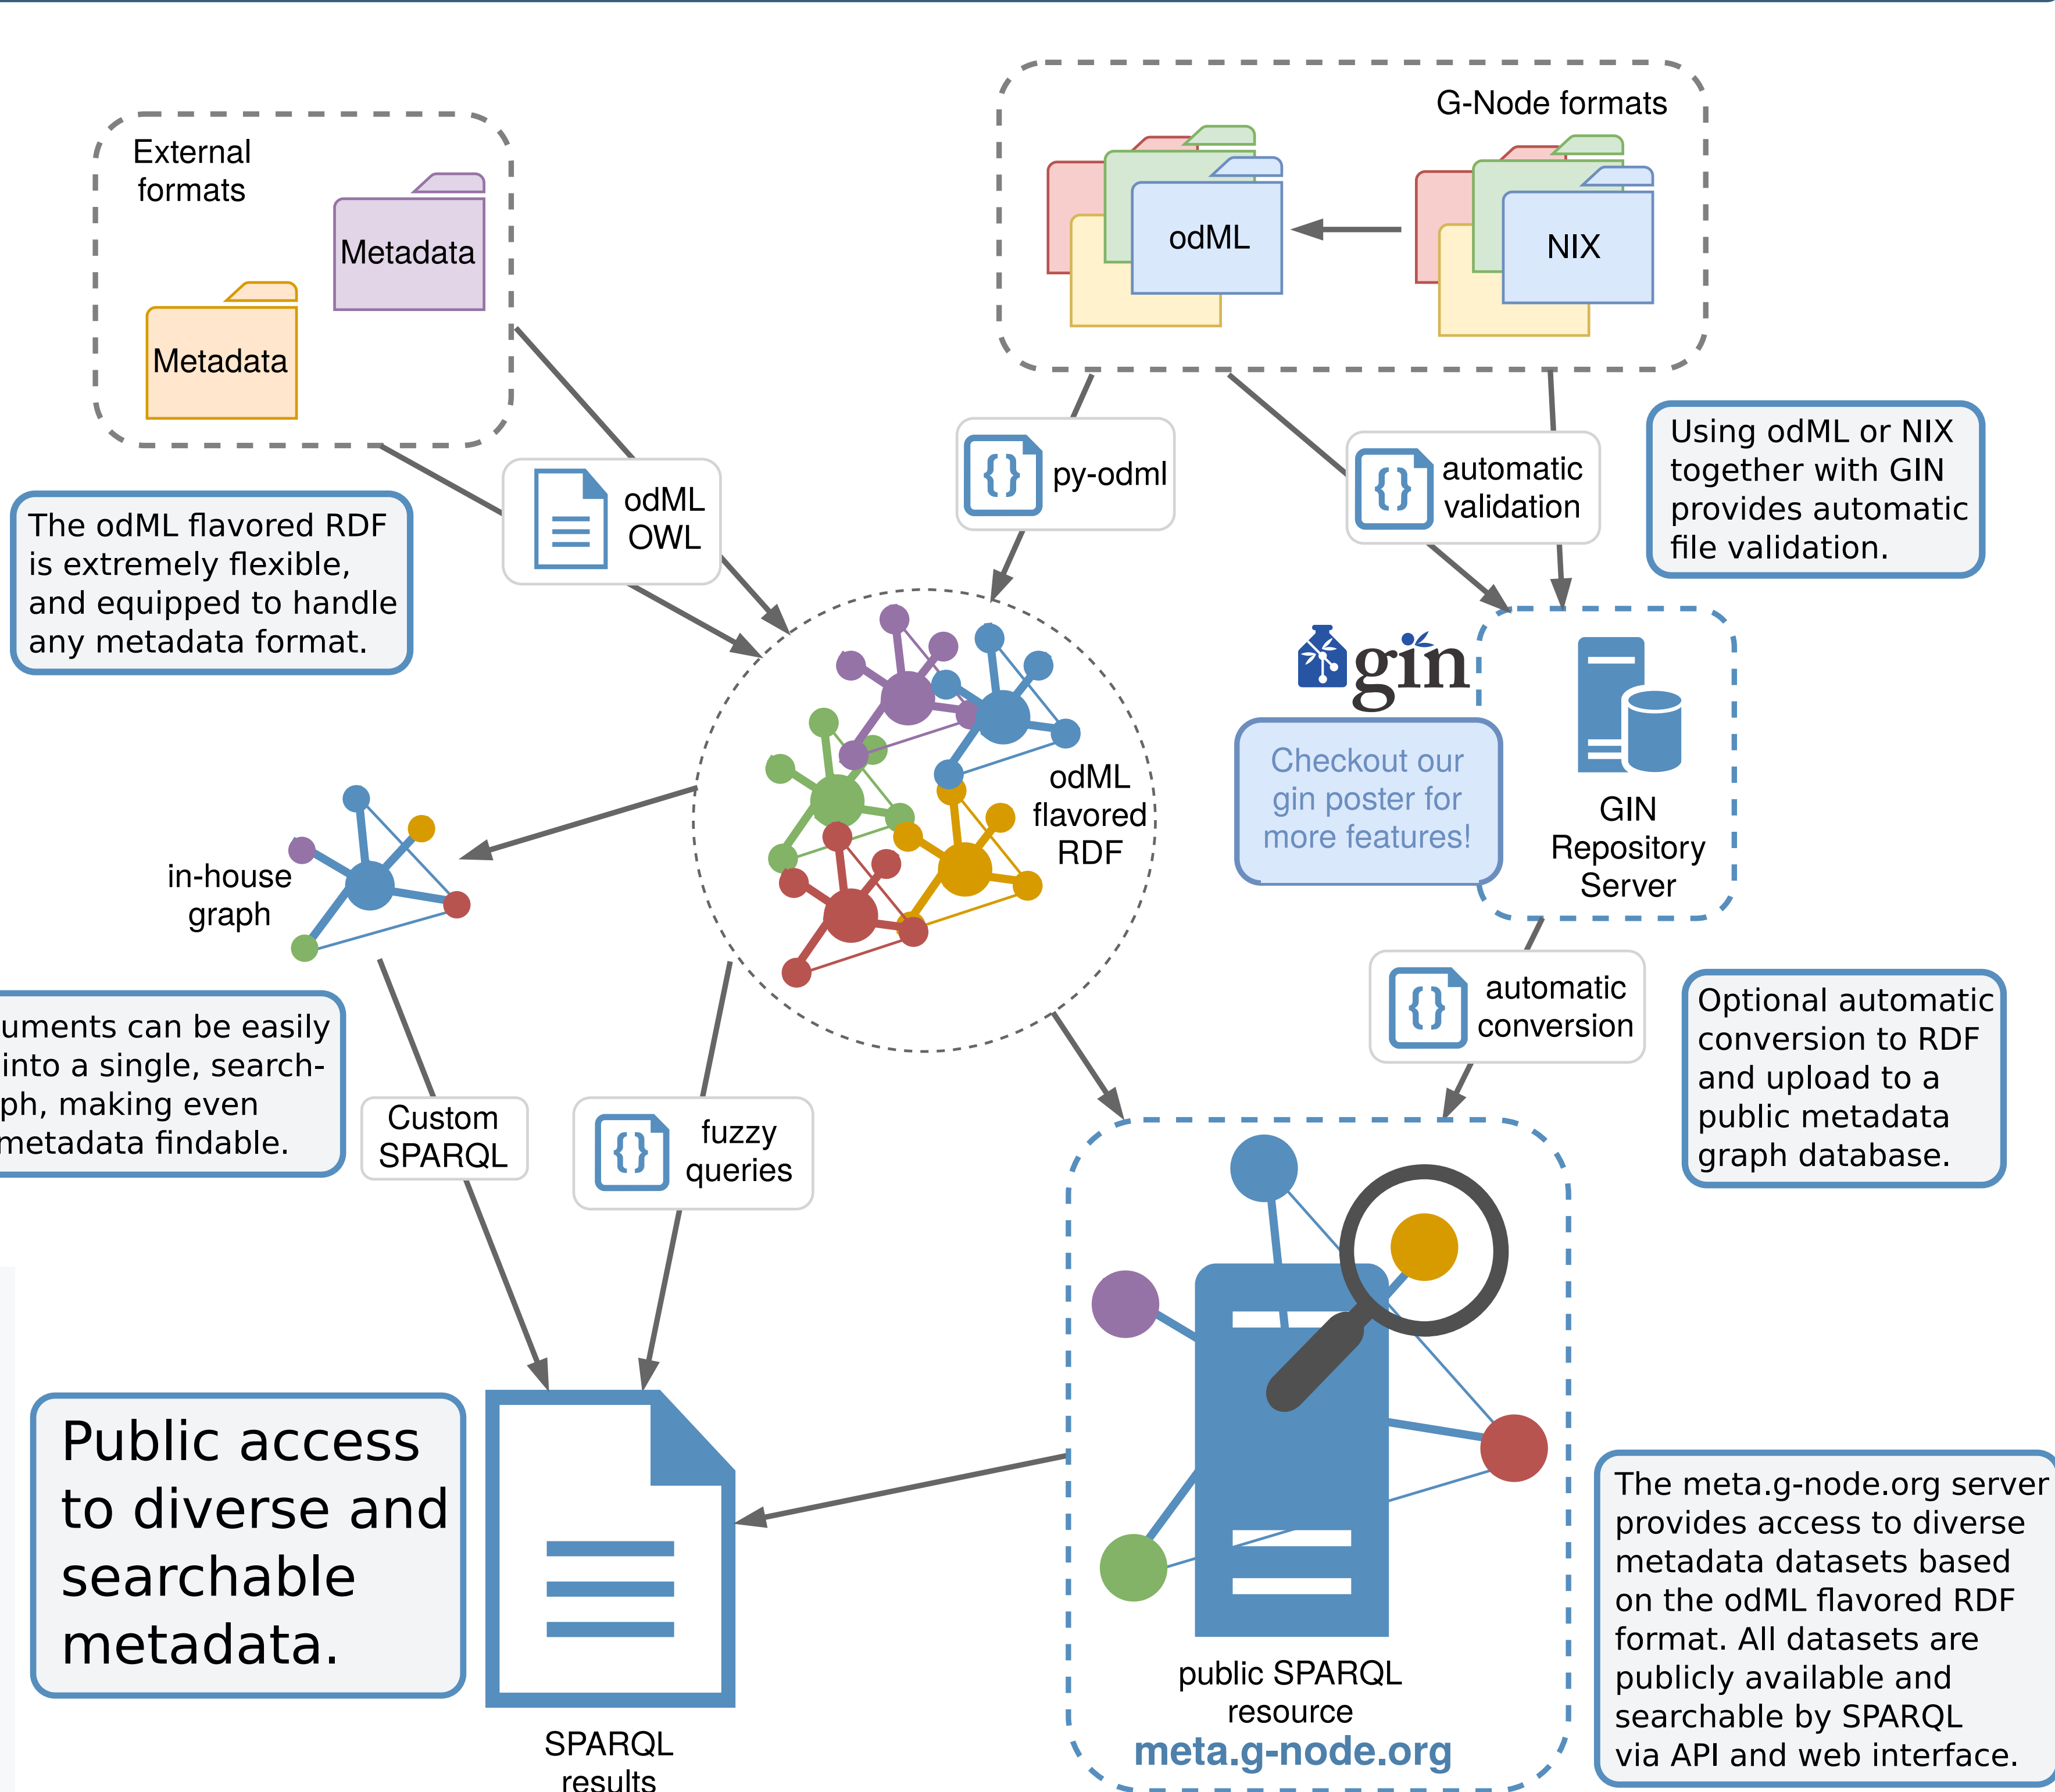 External
formats
Metadata
Metadata
G-Node formats
odML
NIX
The odML flavored RDF
is extremely flexible,
and equipped to handle
any metadata format.
odML
OWL
py-odml
automatic
validation
Using odML or NIX
together with GIN
provides automatic
file validation.
gin
Checkout our
gin poster for
more features!
GIN
Repository
Server
odML
flavored
RDF
in-house
graph
uments can be easily
into a single, search-
ph, making even
metadata findable.
Custom
SPARQL
fuzzy
queries
automatic
conversion
Optional automatic
conversion to RDF
and upload to a
public metadata
graph database.
Public access
to diverse and
searchable
metadata.
SPARQL
results
public SPARQL
resource
meta.g-node.org
The meta.g-node.org server
provides access to diverse
metadata datasets based
on the odML flavored RDF
format. All datasets are
publicly available and
searchable by SPARQL
via API and web interface.